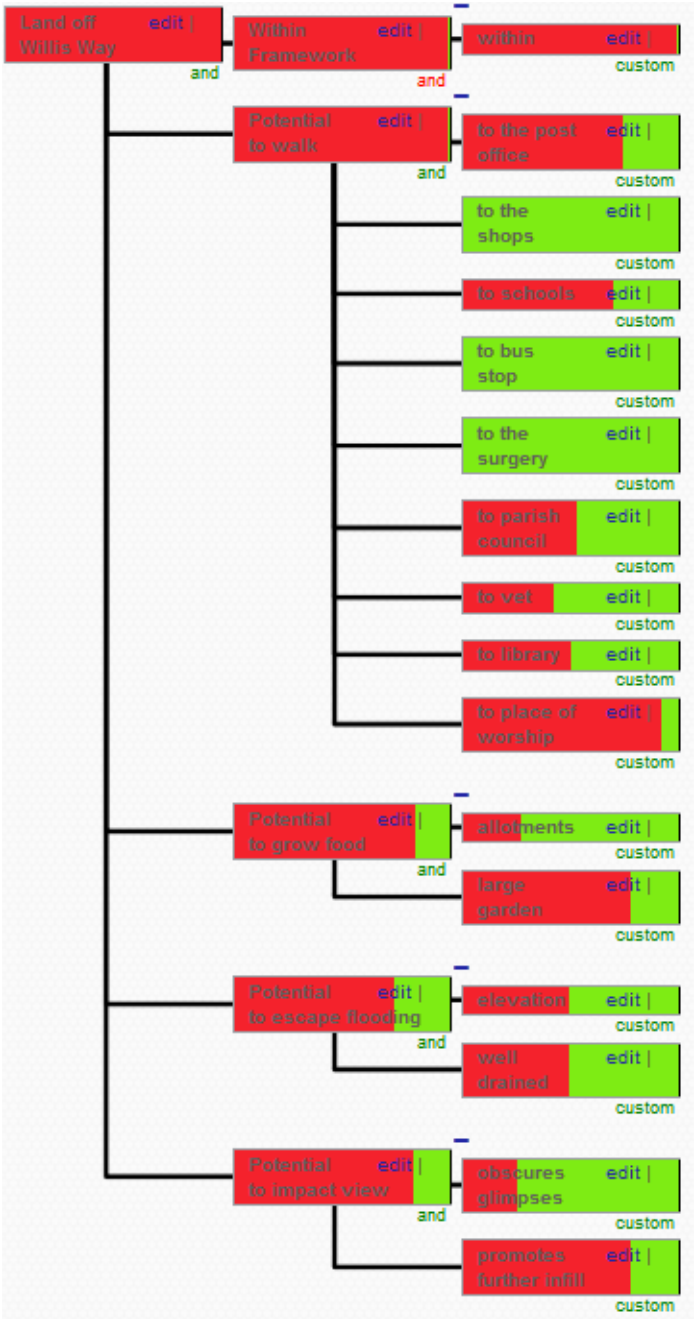 Land off edit |
Willis Way
and
Within edit |
Framework
and
within
custom
Potential edit |
to walk
and
to the post edit |
office
custom
to the edit |
shops
custom
to schools edit |
custom
to bus edit |
stop
custom
to the edit |
surgery
custom
to parish edit |
council
custom
to vet edit |
custom
to library edit |
custom
to place of edit |
worship
custom
Potential edit |
to grow food
and
allotments edit |
custom
large edit |
garden
custom
Potential edit |
to escape flooding
and
elevation edit |
custom
well edit |
drained
custom
Potential edit |
to impact view
and
obscures edit |
glimpses
custom
promotes edit |
further infill
custom